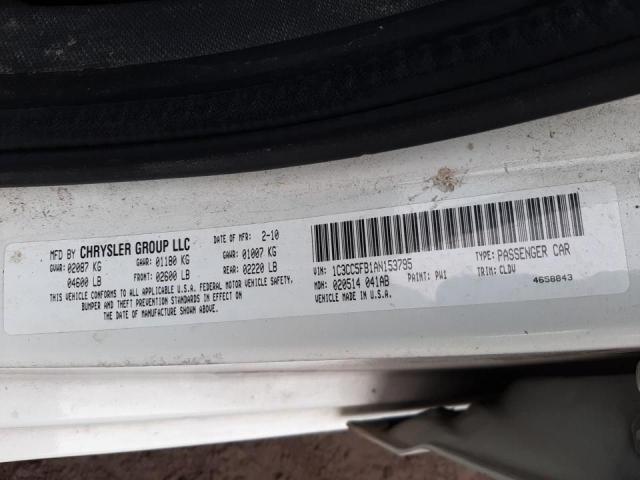 MFD BY CHRYSLER GROUP LLC DATE OF MFR: 2-10
GVWR: 02087 KG GAWR: 01180 KG GAWR: 01007 KG
04600 LB FRONT: 02600 LB REAR: 02220 LB
THIS VEHICLE CONFORMS TO ALL APPLICABLE U.S.A. FEDERAL MOTOR VEHICLE SAFETY,
BUMPER AND THEFT PREVENTION STANDARDS IN EFFECT ON
THE DATE OF MANUFACTURE SHOWN ABOVE.
VIN: 1C3CC5FB1AN153795 TYPE: PASSENGER CAR
MDH: 020514 041AB PAINT: PW1 TRIM: CLDV
VEHICLE MADE IN U.S.A. 4658843